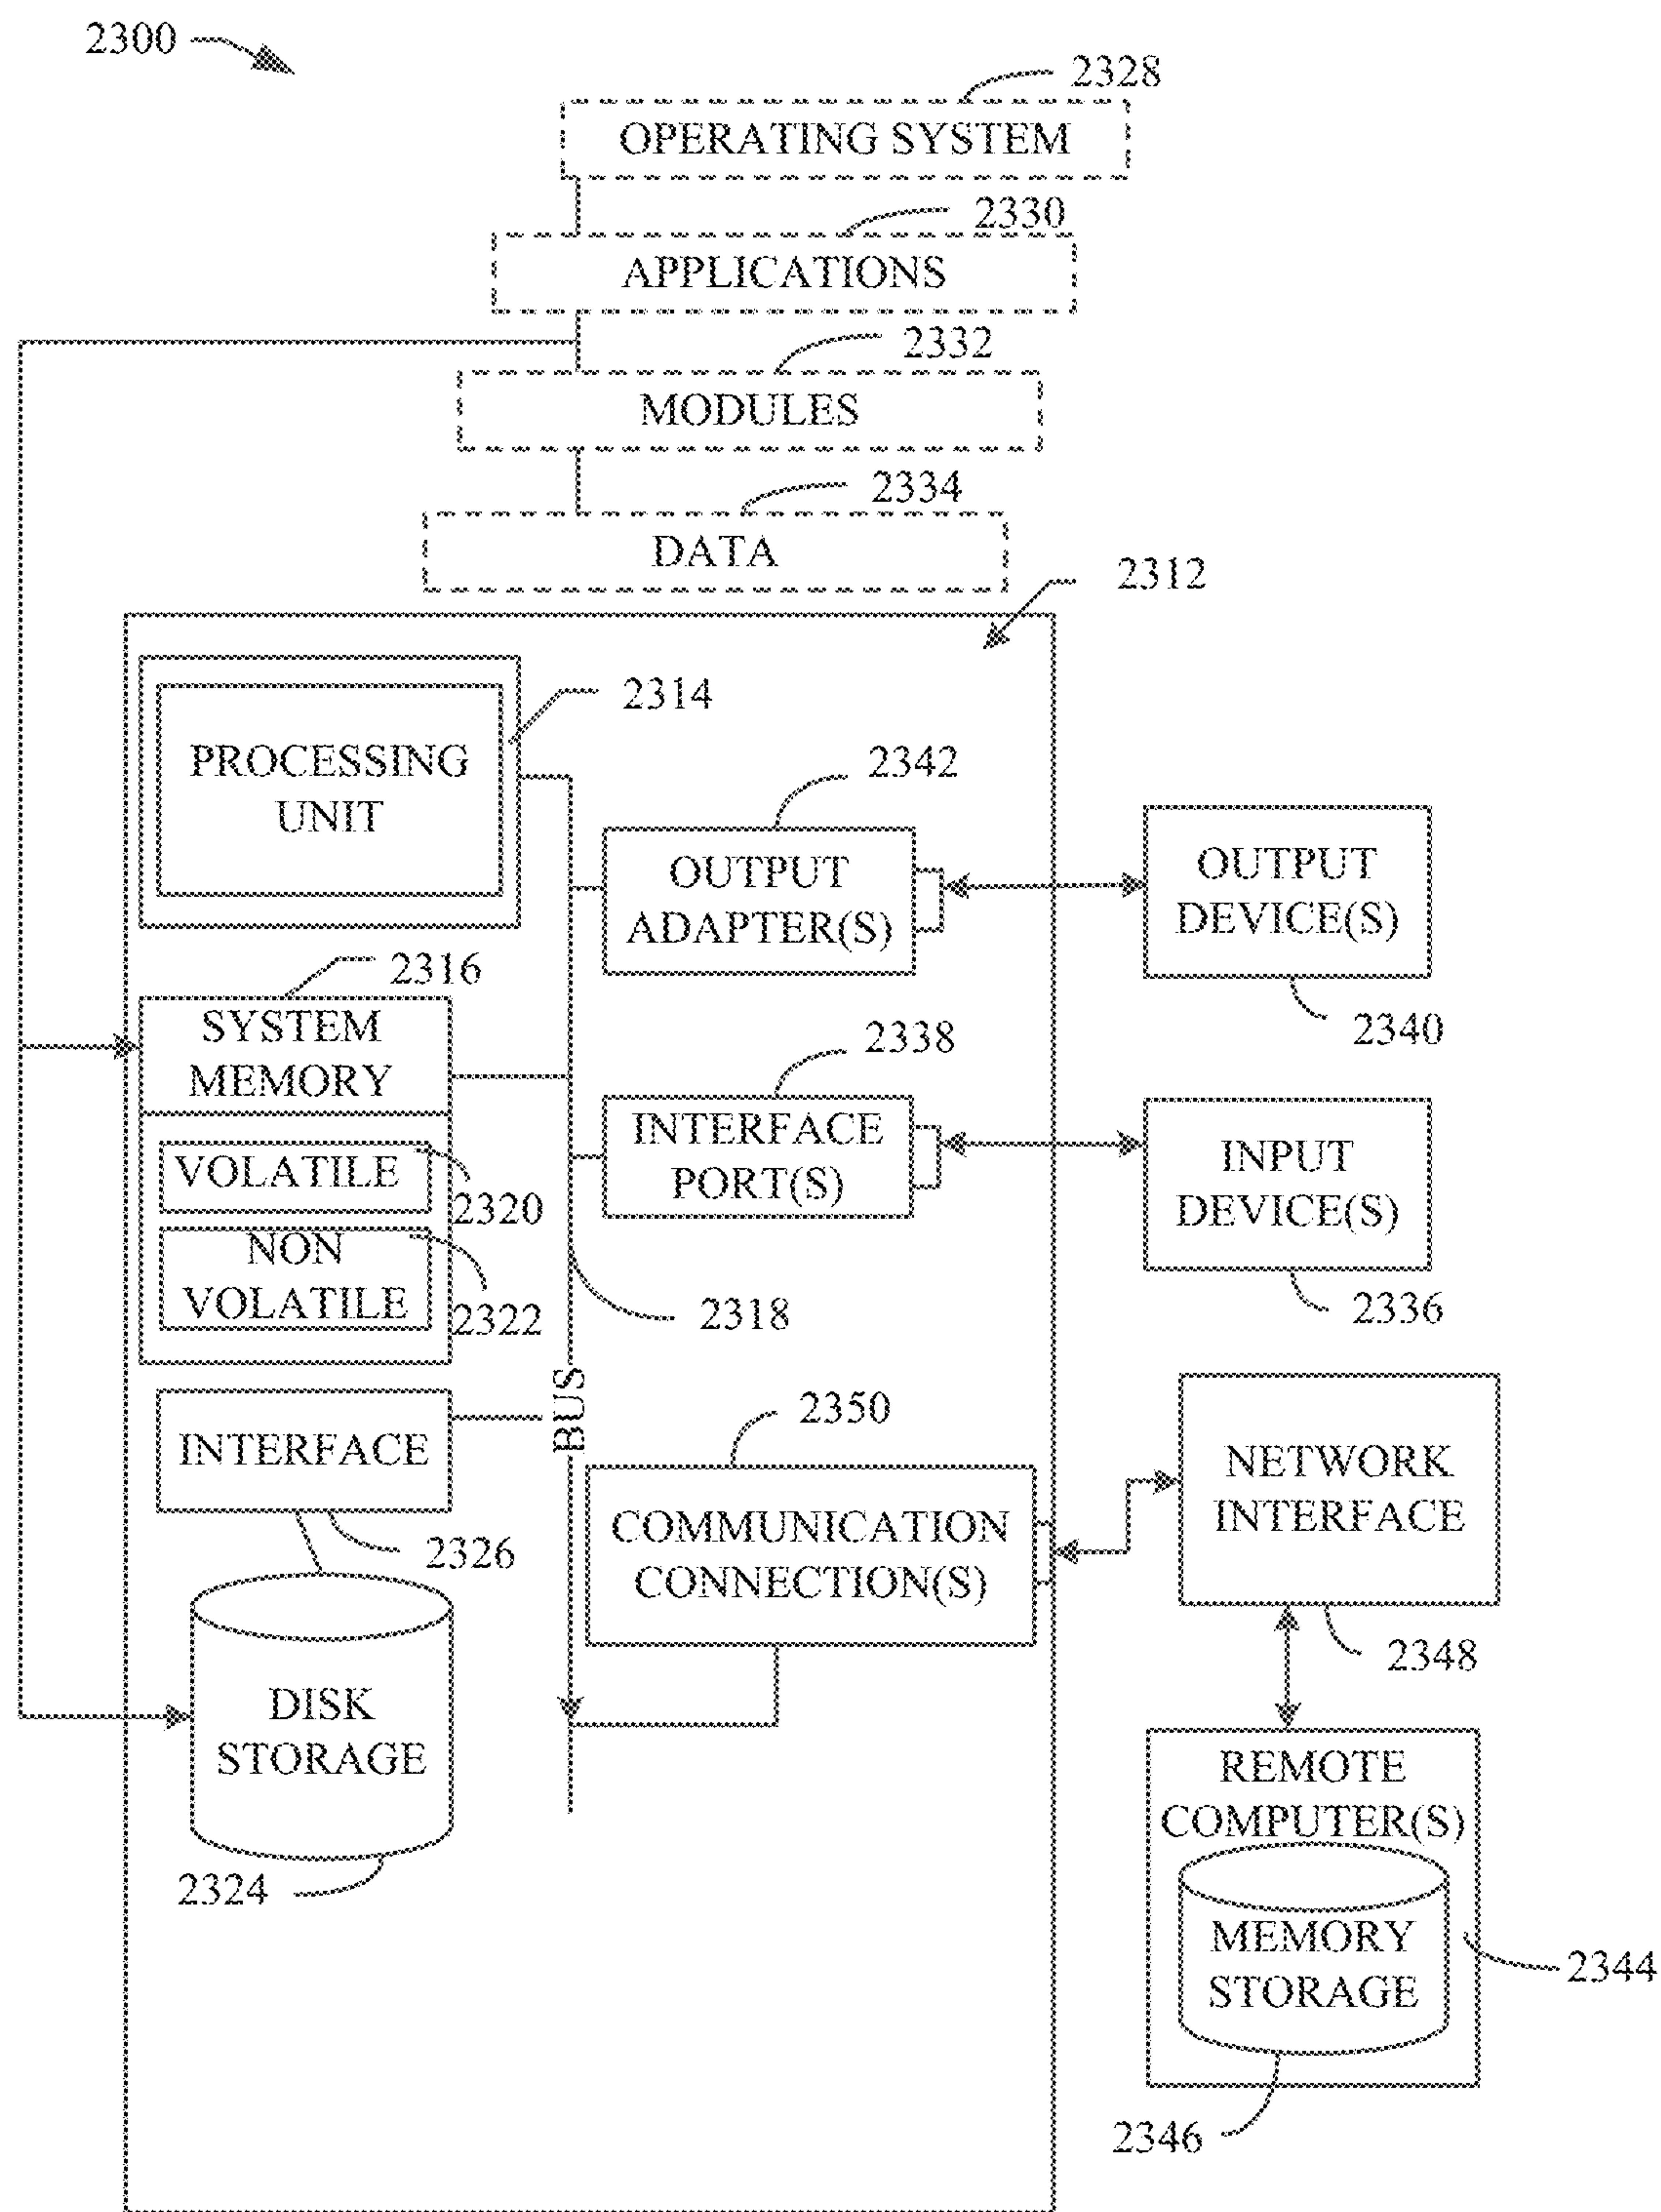 2300
2328
OPERATING SYSTEM
2330
APPLICATIONS
2332
MODULES
2334
DATA
2312
2314
PROCESSING
UNIT
2342
OUTPUT
ADAPTER(S)
OUTPUT
DEVICE(S)
2340
2316
SYSTEM
MEMORY
VOLATILE
2320
NON
VOLATILE
2322
2338
INTERFACE
PORT(S)
INPUT
DEVICE(S)
2336
2318
BUS
INTERFACE
2326
2350
COMMUNICATION
CONNECTION(S)
NETWORK
INTERFACE
2348
DISK
STORAGE
2324
REMOTE
COMPUTER(S)
MEMORY
STORAGE
2344
2346